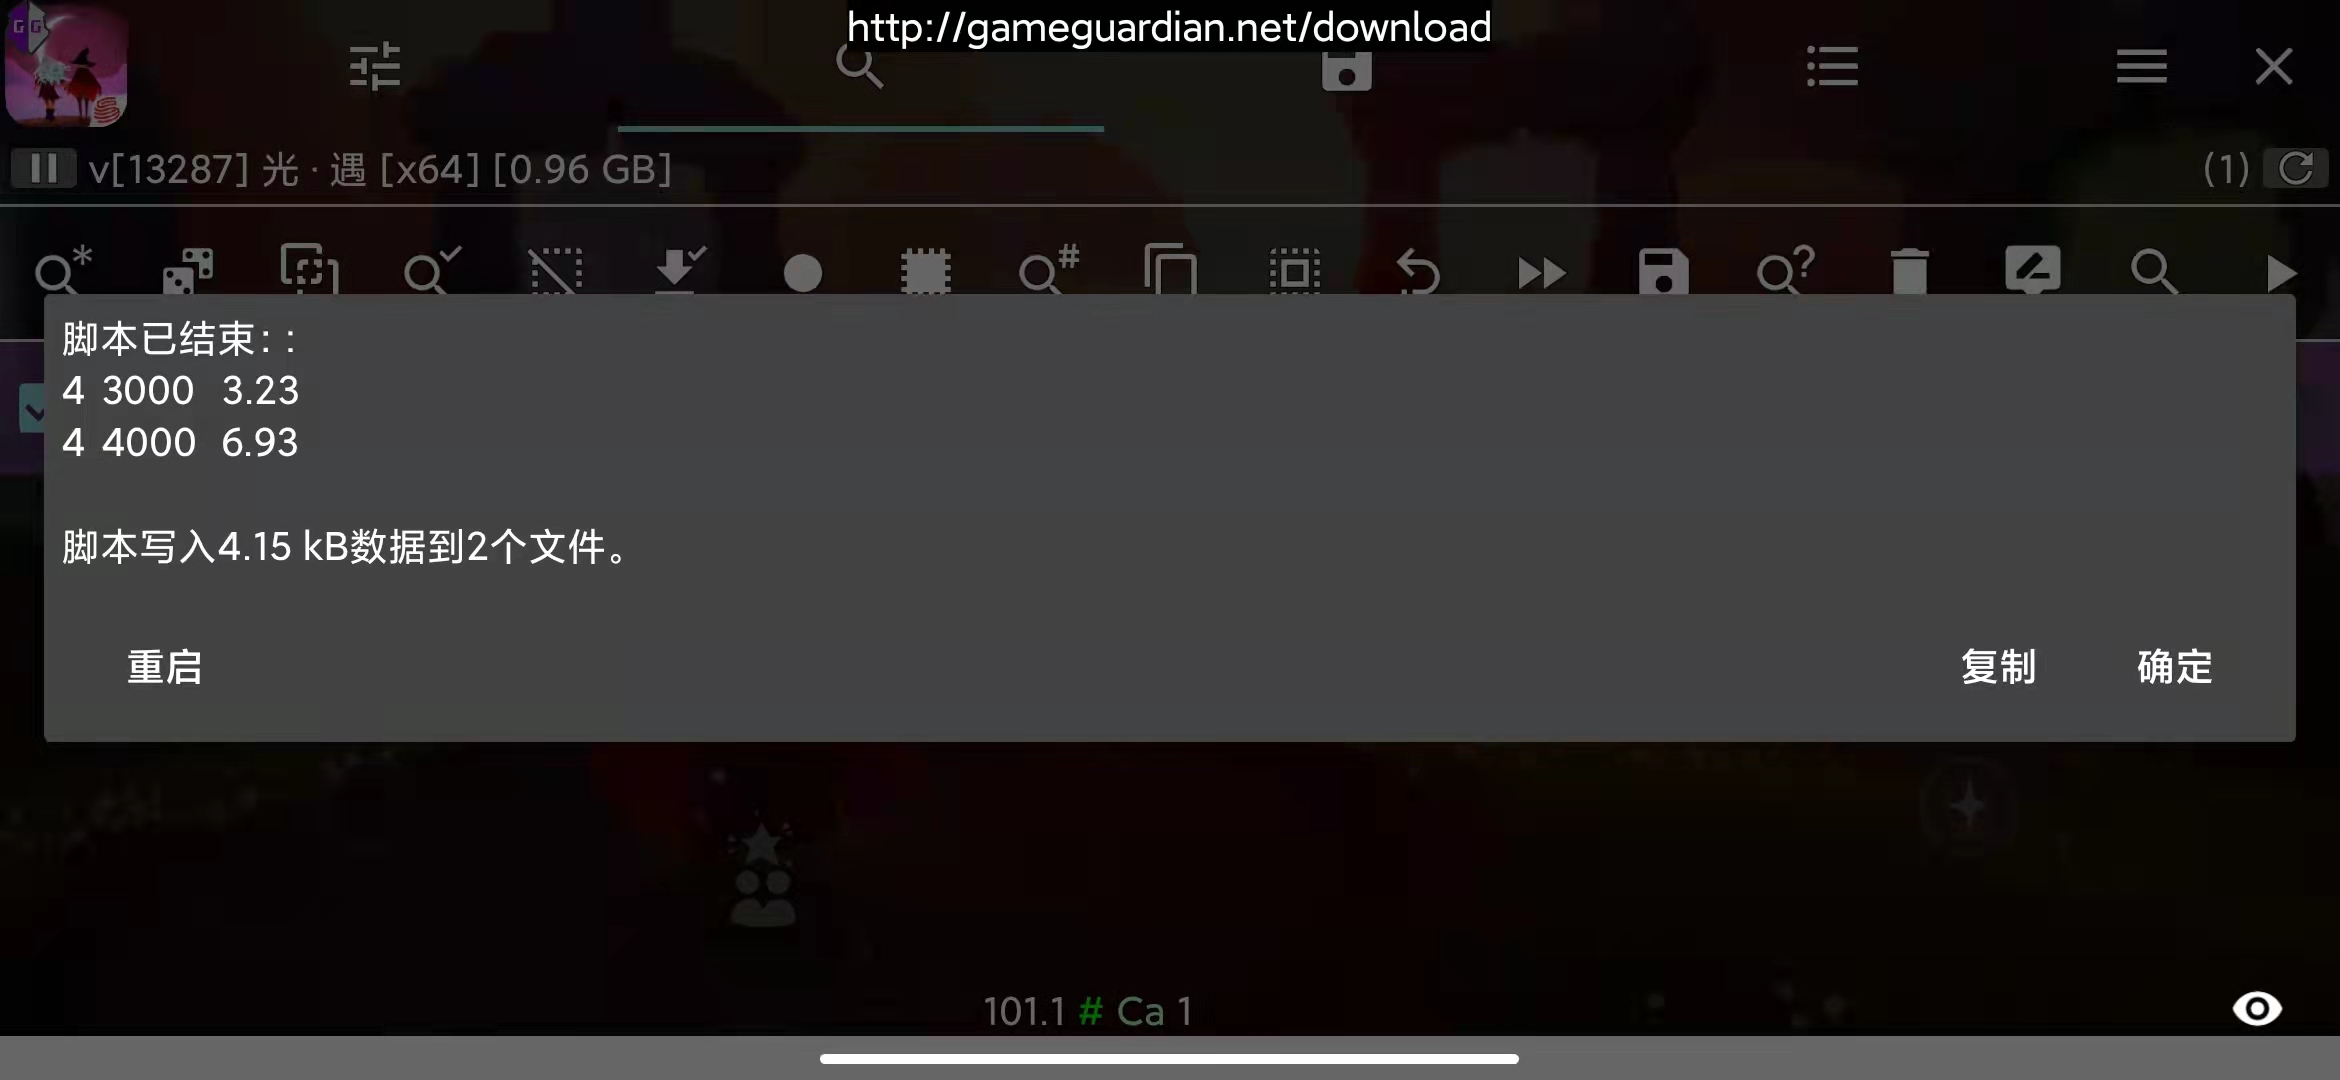 http://gameguardian.net/download
GG
v[13287] 光·遇 [x64] [0.96 GB]
(1)
脚本已结束: :
4 3000 3.23
4 4000 6.93
脚本写入4.15 kB数据到2个文件。
重启
复制
确定
101.1 # Ca 1